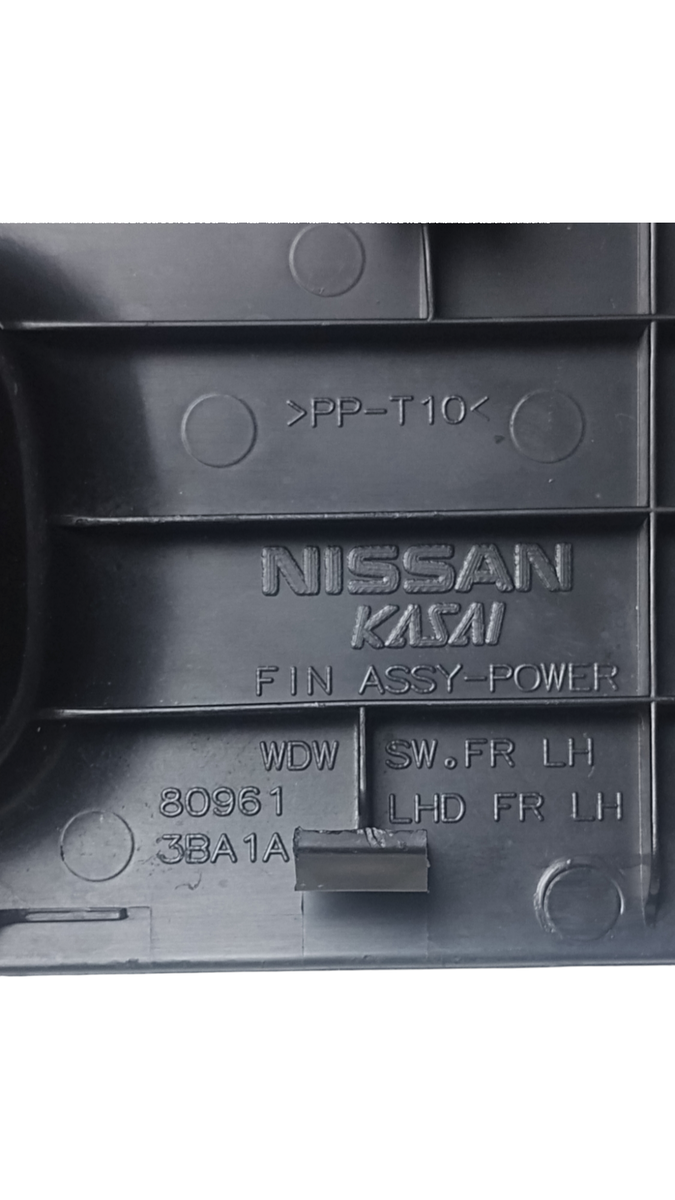 >PP-T10<
NISSAN
KASAI
FIN ASSY-POWER
WDW SW.FR LH
80961 LHD FR LH
3BA1A